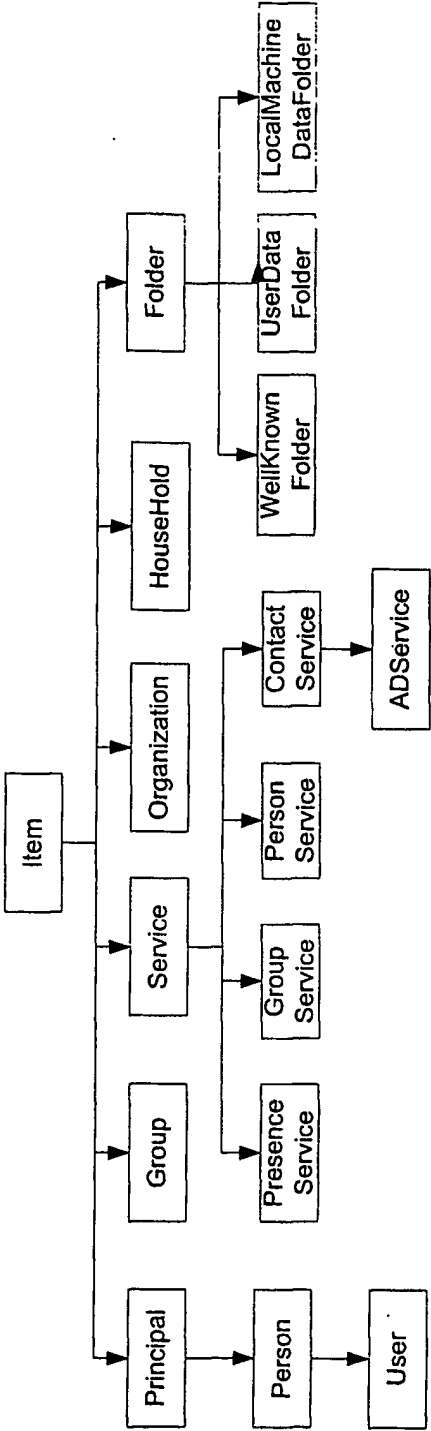 Item
Principal
Group
Service
Organization
HouseHold
Folder
Person
Presence
Service
Group
Service
Person
Service
Contact
Service
WellKnown
Folder
UserData
Folder
LocalMachine
DataFolder
User
ADService